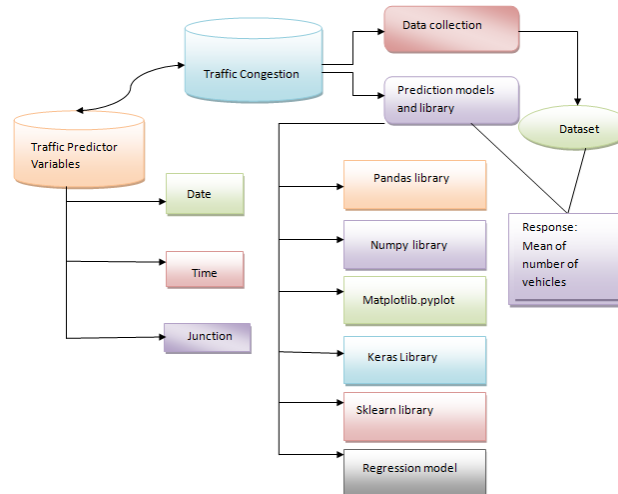 Data collection
Traffic Congestion
Prediction models
and library
Dataset
Traffic Predictor
Variables
Pandas library
Date
Numpy library
Response:
Mean of
number of
vehicles
Time
Matplotlib.pyplot
Junction
Keras Library
Sklearn library
Regression model